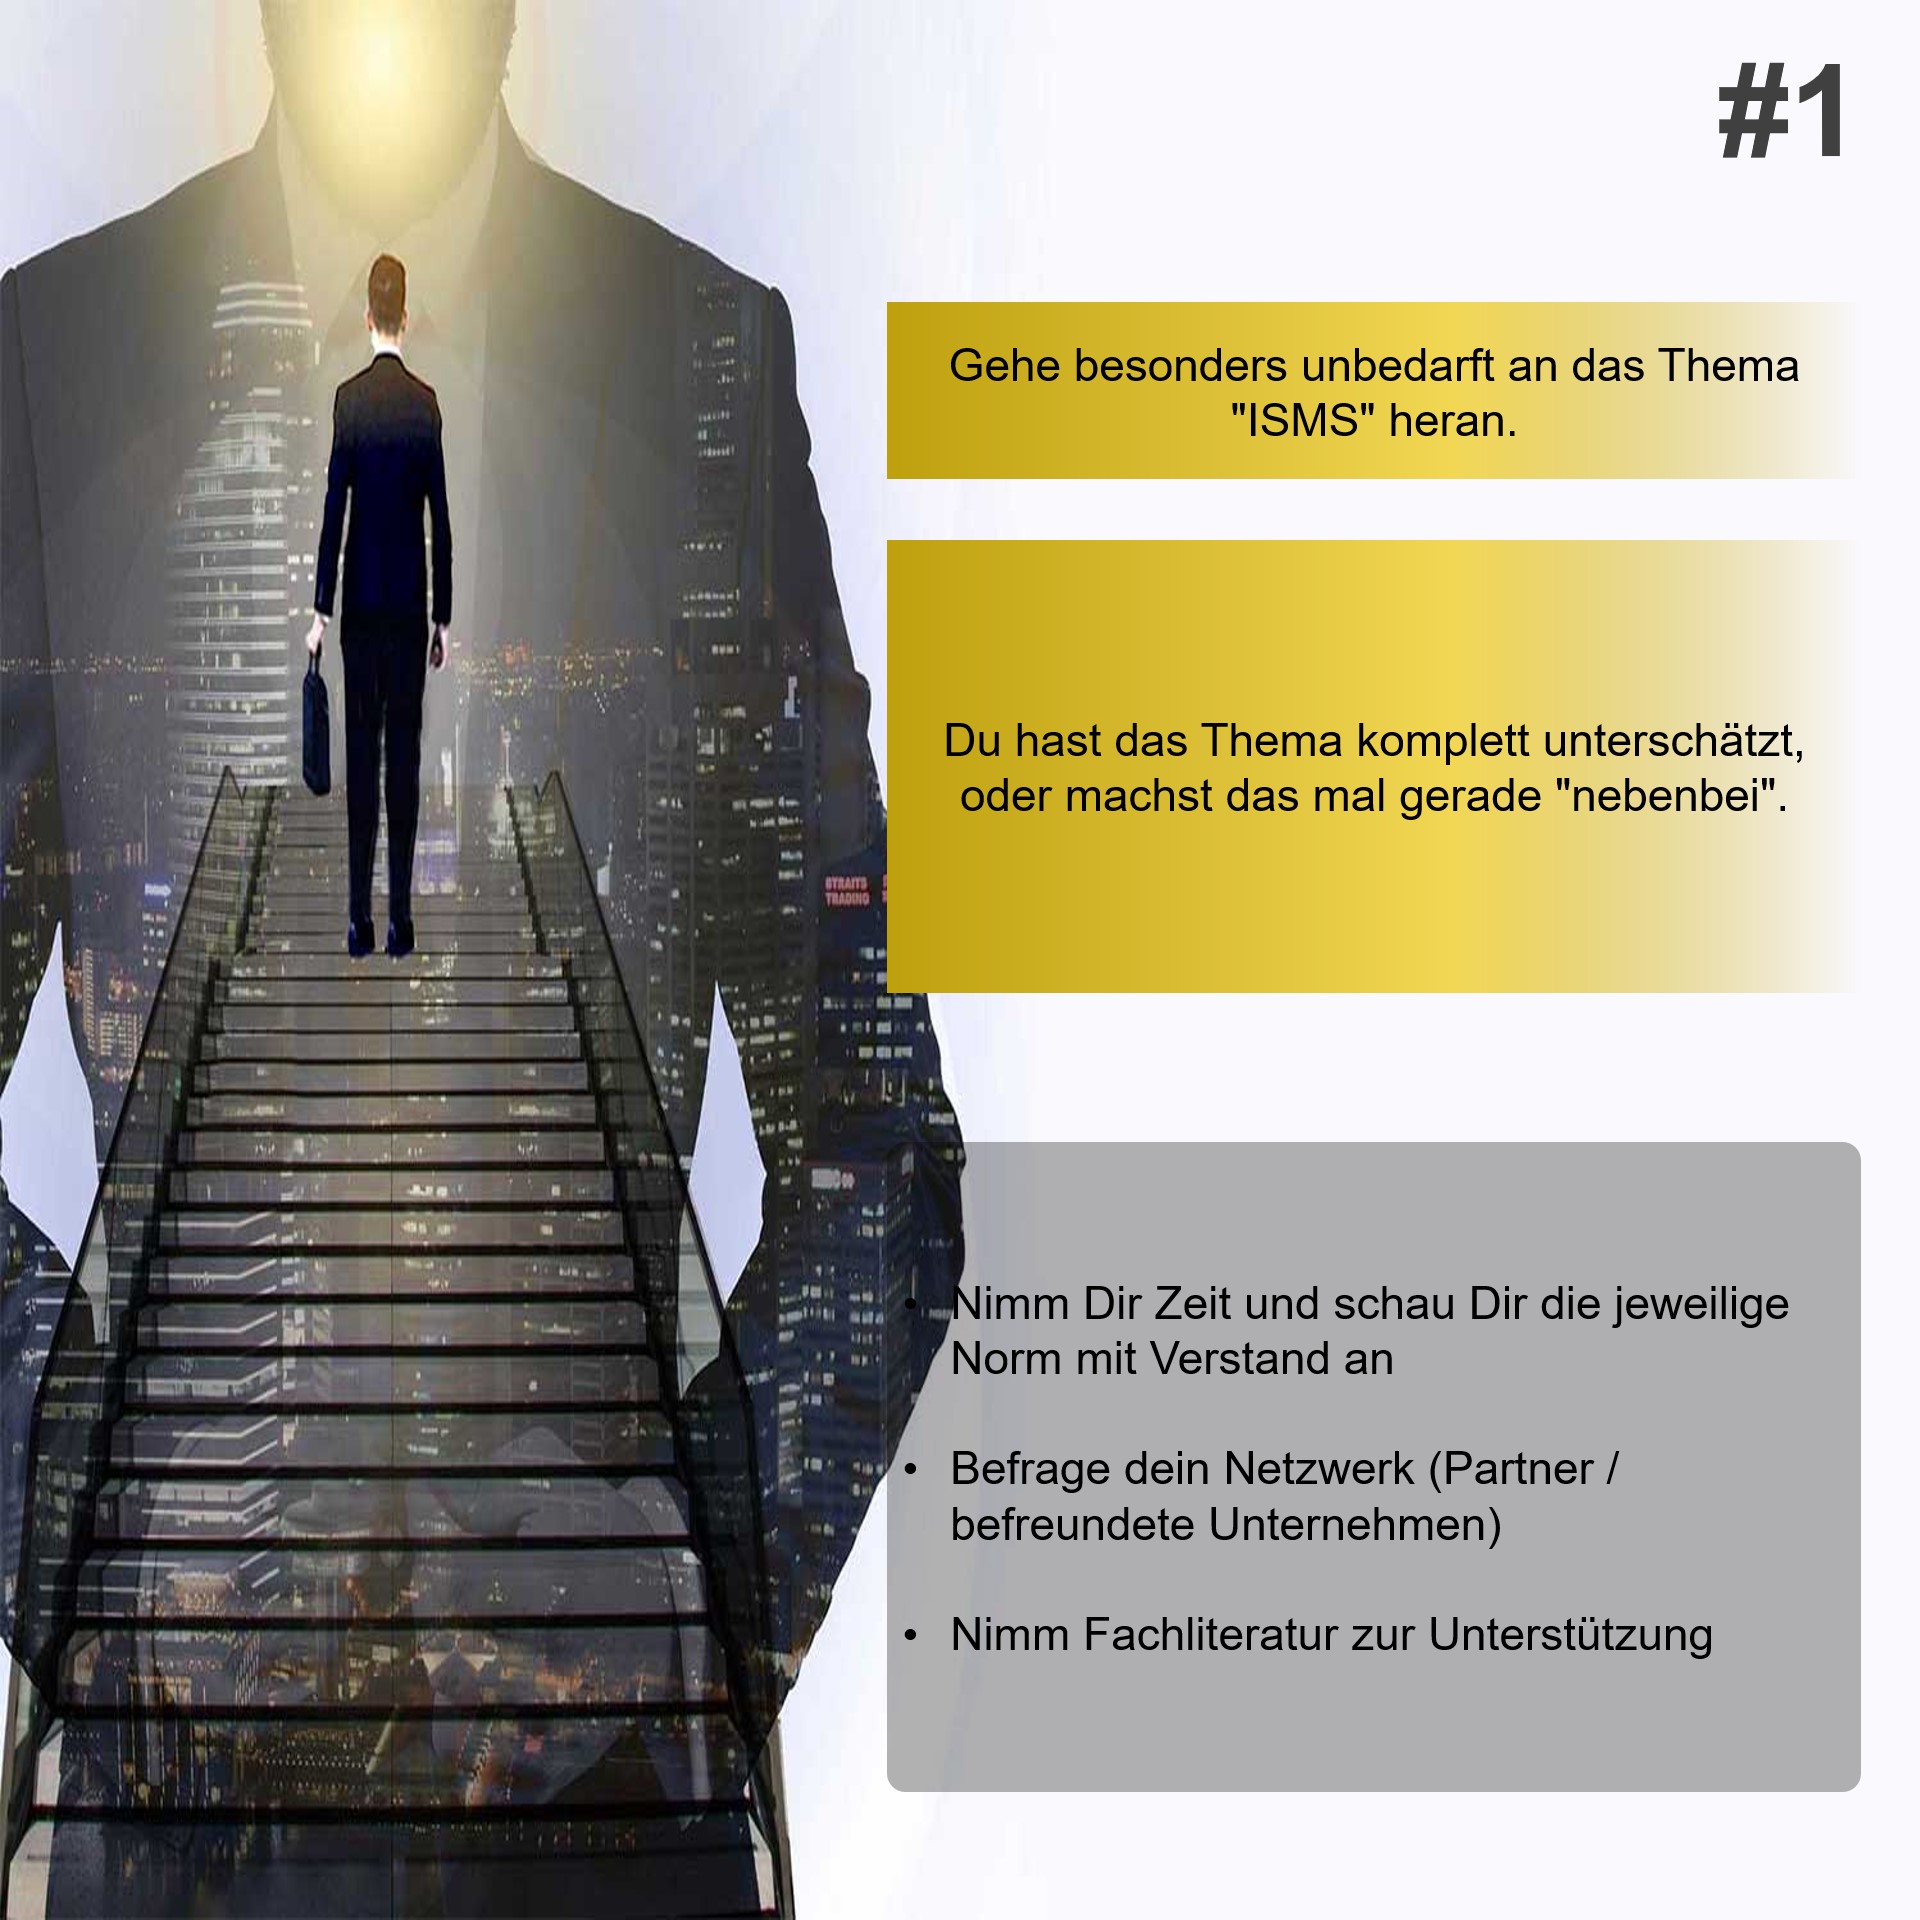 #1
Gehe besonders unbedarft an das Thema
"ISMS" heran.
Du hast das Thema komplett unterschätzt,
oder machst das mal gerade "nebenbei".
STRAITS
TRADING
• Nimm Dir Zeit und schau Dir die jeweilige
Norm mit Verstand an
• Befrage dein Netzwerk (Partner /
befreundete Unternehmen)
• Nimm Fachliteratur zur Unterstützung